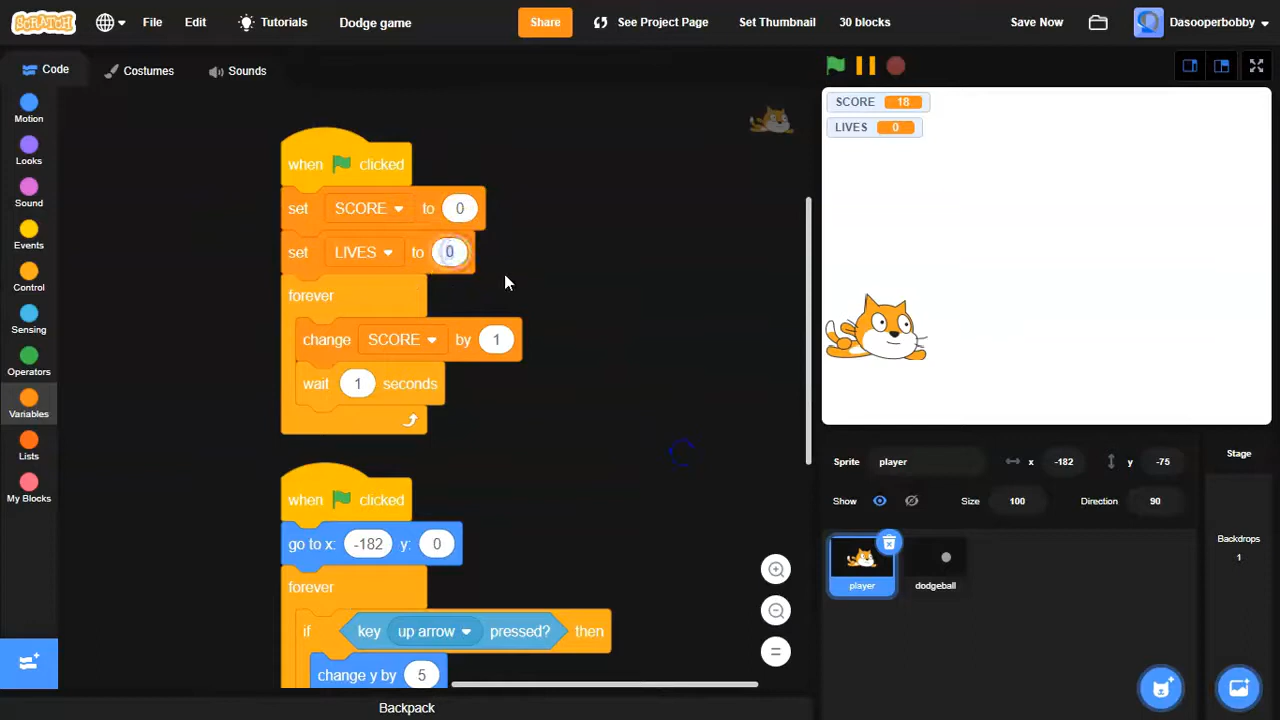 SCRATCH File Edit Tutorials Dodge game Share See Project Page Set Thumbnail 30 blocks Save Now Dasooperbobby
Code Costumes Sounds
Motion
Looks
Sound
Events
Control
Sensing
Operators
Variables
Lists
My Blocks
when clicked
set SCORE to 0
set LIVES to 0
forever
change SCORE by 1
wait 1 seconds
when clicked
go to x: -182 y: 0
forever
if key up arrow pressed? then
change y by 5
Backpack
SCORE 18
LIVES 0
Sprite player x -182 y -75
Show Size 100 Direction 90
player
dodgeball
Stage
Backdrops
1